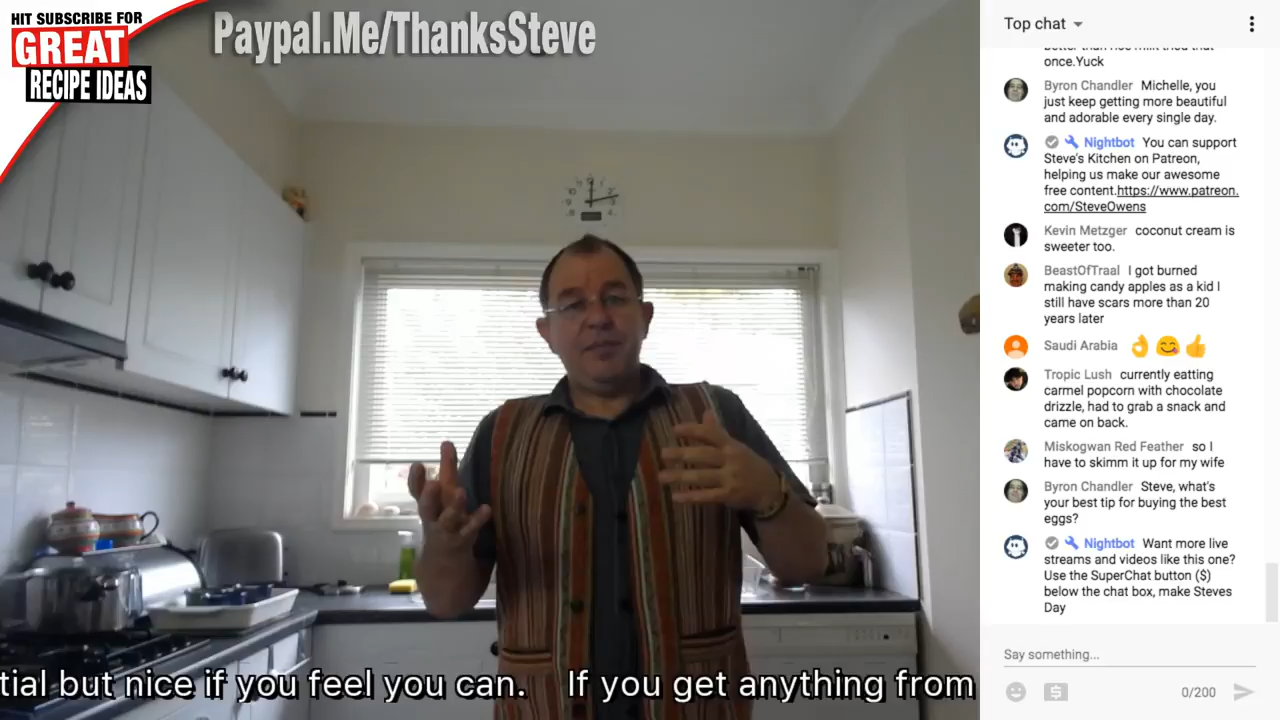 HIT SUBSCRIBE FOR
GREAT
RECIPE IDEAS
Paypal.Me/ThanksSteve
tial but nice if you feel you can. If you get anything from
Top chat
once.Yuck
Byron Chandler Michelle, you
just keep getting more beautiful
and adorable every single day.
Nightbot You can support
Steve's Kitchen on Patreon,
helping us make our awesome
free content.https://www.patreon.
com/SteveOwens
Kevin Metzger coconut cream is
sweeter too.
BeastOfTraal I got burned
making candy apples as a kid I
still have scars more than 20
years later
Saudi Arabia 👌😊👍
Tropic Lush currently eatting
carmel popcorn with chocolate
drizzle, had to grab a snack and
came on back.
Miskogwan Red Feather so I
have to skimm it up for my wife
Byron Chandler Steve, what's
your best tip for buying the best
eggs?
Nightbot Want more live
streams and videos like this one?
Use the SuperChat button ($)
below the chat box, make Steves
Day
Say something...
0/200